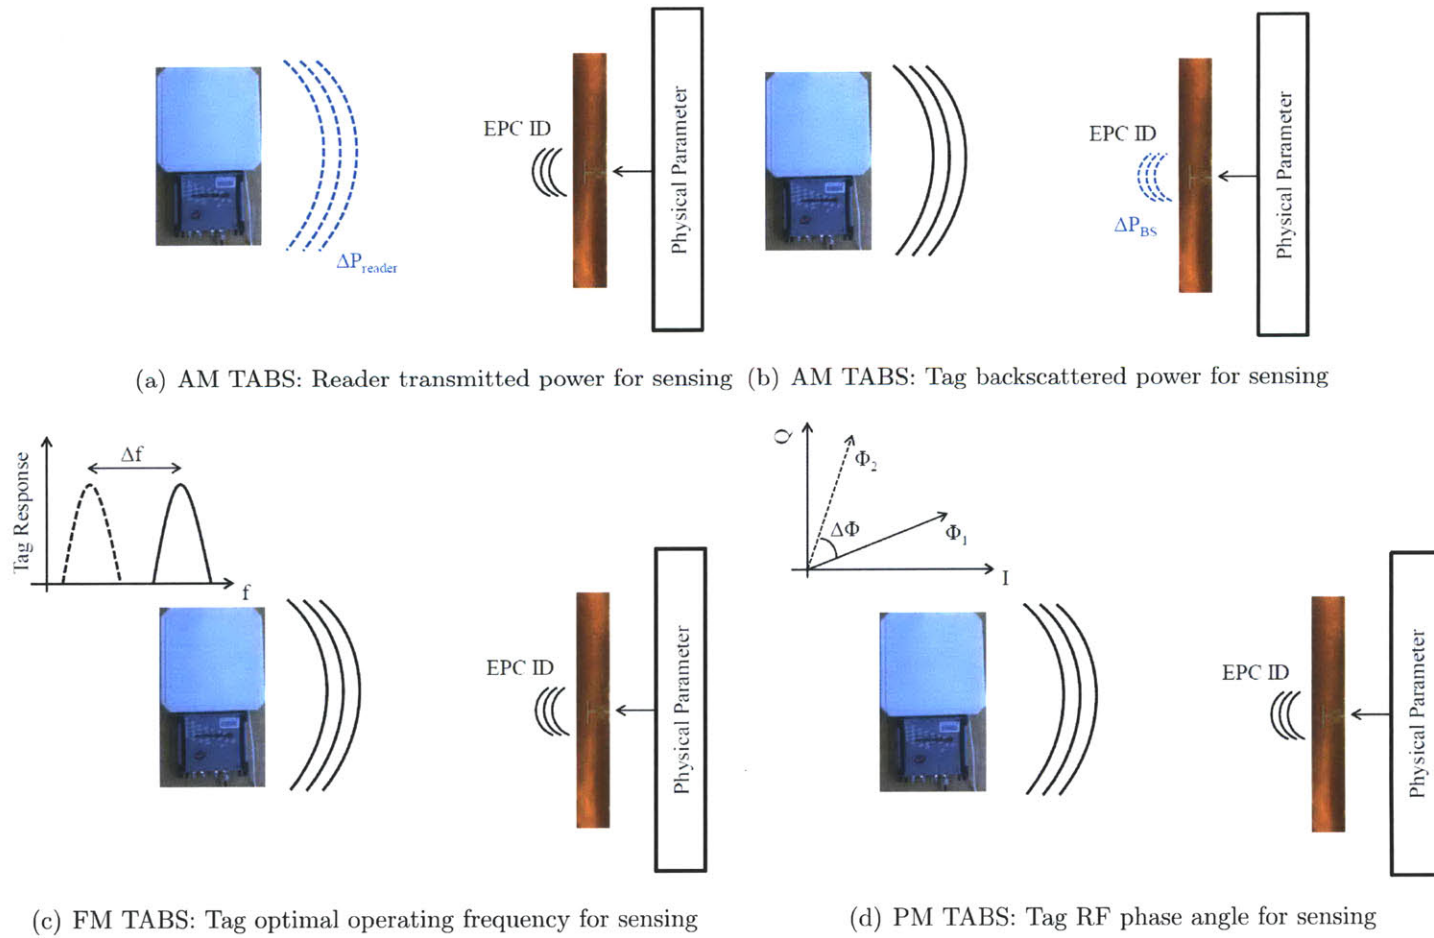 EPC ID
ΔP_reader
Physical Parameter
EPC ID
ΔP_BS
Physical Parameter
(a) AM TABS: Reader transmitted power for sensing
(b) AM TABS: Tag backscattered power for sensing
Tag Response
Δf
f
EPC ID
Physical Parameter
Q
Φ2
ΔΦ
Φ1
I
EPC ID
Physical Parameter
(c) FM TABS: Tag optimal operating frequency for sensing
(d) PM TABS: Tag RF phase angle for sensing